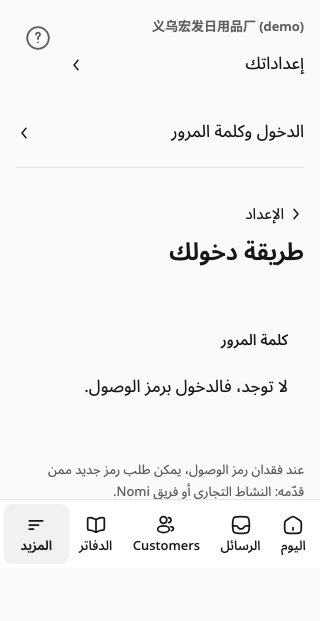 义乌宏发日用品厂 (demo)
إعداداتك
الدخول وكلمة المرور
الإعداد
طريقة دخولك
كلمة المرور
لا توجد، فالدخول برمز الوصول.
عند فقدان رمز الوصول، يمكن طلب رمز جديد ممن
قدّمه: النشاط التجاري أو فريق Nomi.
اليوم
الرسائل
Customers
الدفاتر
المزيد